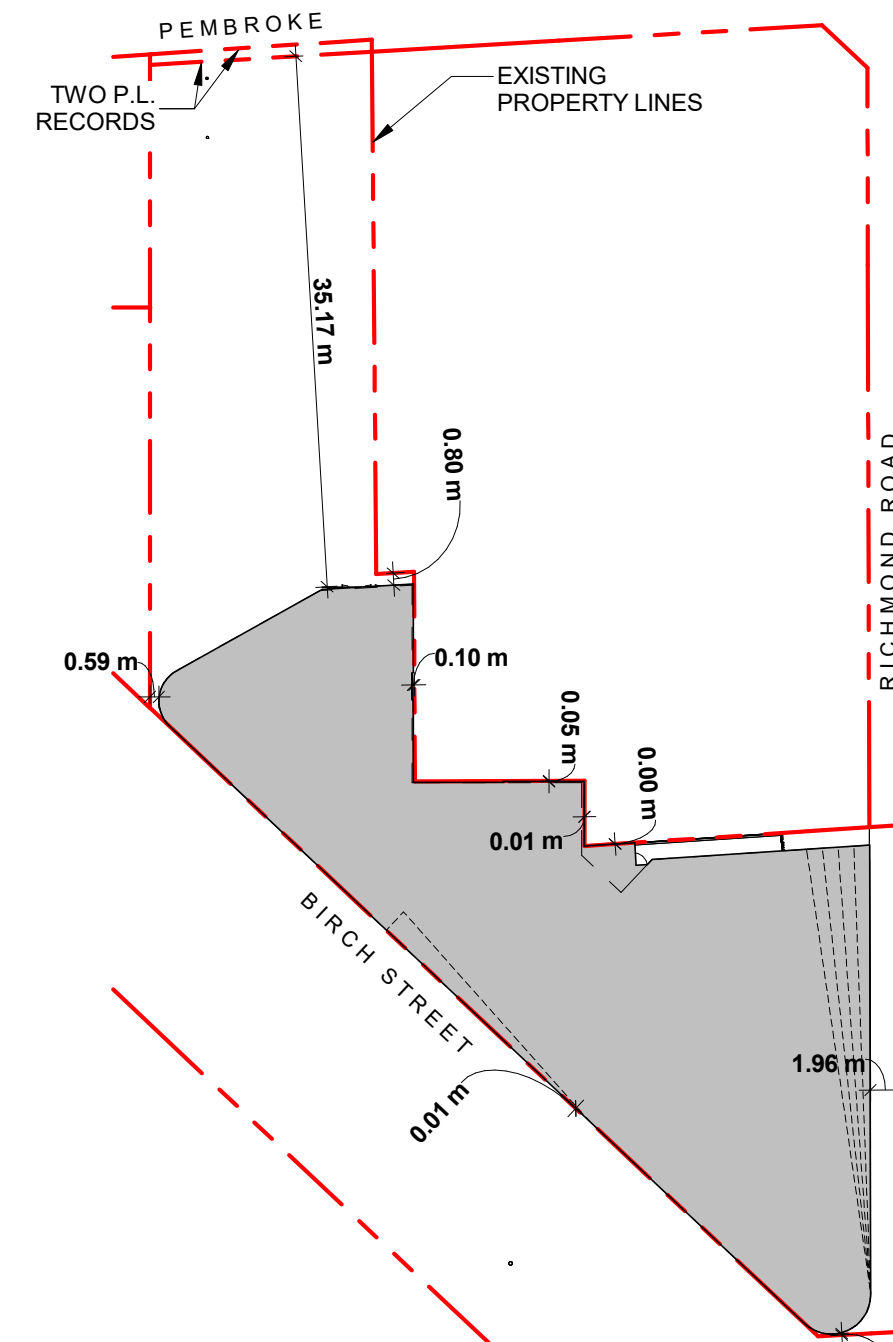 PEMBROKE
TWO P.L.
RECORDS
EXISTING
PROPERTY LINES
35.17 m
0.80 m
RICHMOND ROAD
0.59 m
0.10 m
0.05 m
0.00 m
0.01 m
BIRCH STREET
1.96 m
0.01 m